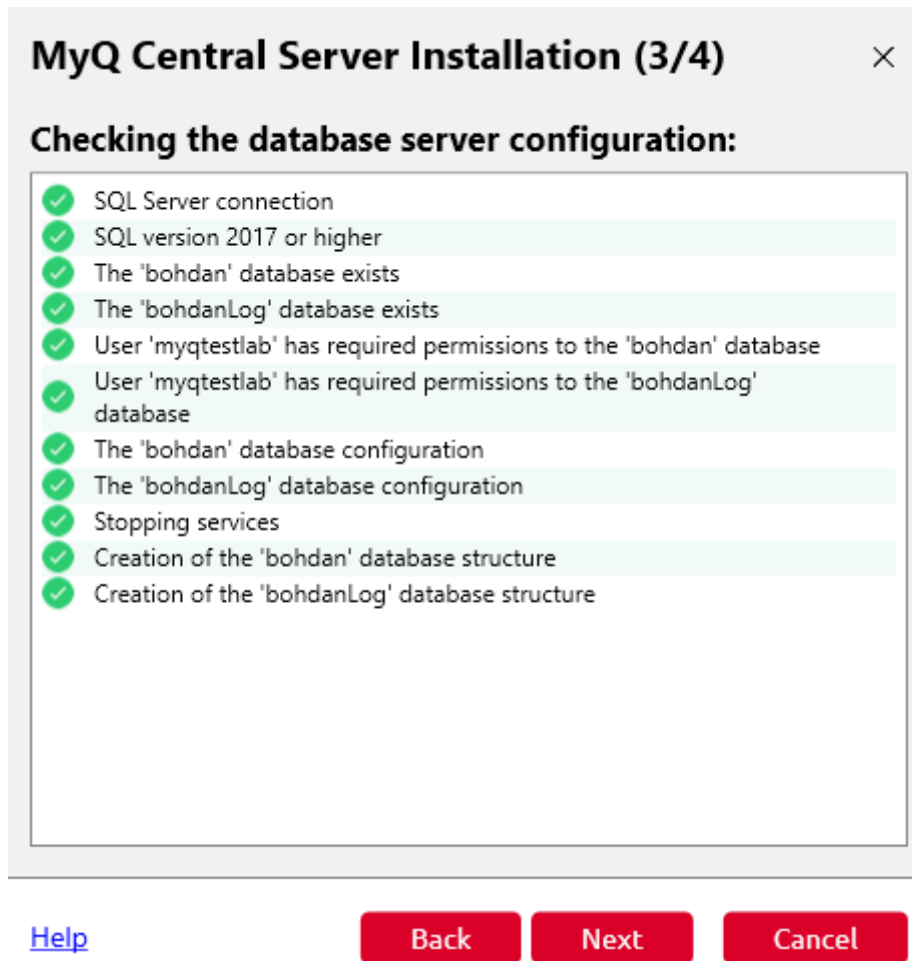 MyQ Central Server Installation (3/4)
Checking the database server configuration:
SQL Server connection
SQL version 2017 or higher
The 'bohdan' database exists
The 'bohdanLog' database exists
User 'myqtestlab' has required permissions to the 'bohdan' database
User 'myqtestlab' has required permissions to the 'bohdanLog'
database
The 'bohdan' database configuration
The 'bohdanLog' database configuration
Stopping services
Creation of the 'bohdan' database structure
Creation of the 'bohdanLog' database structure
Help Back Next Cancel